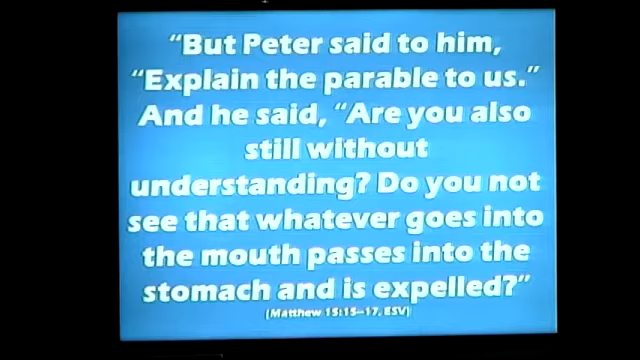 “But Peter said to him,
“Explain the parable to us.”
And he said, “Are you also
still without
understanding? Do you not
see that whatever goes into
the mouth passes into the
stomach and is expelled?”
(Matthew 15:15–17, ESV)